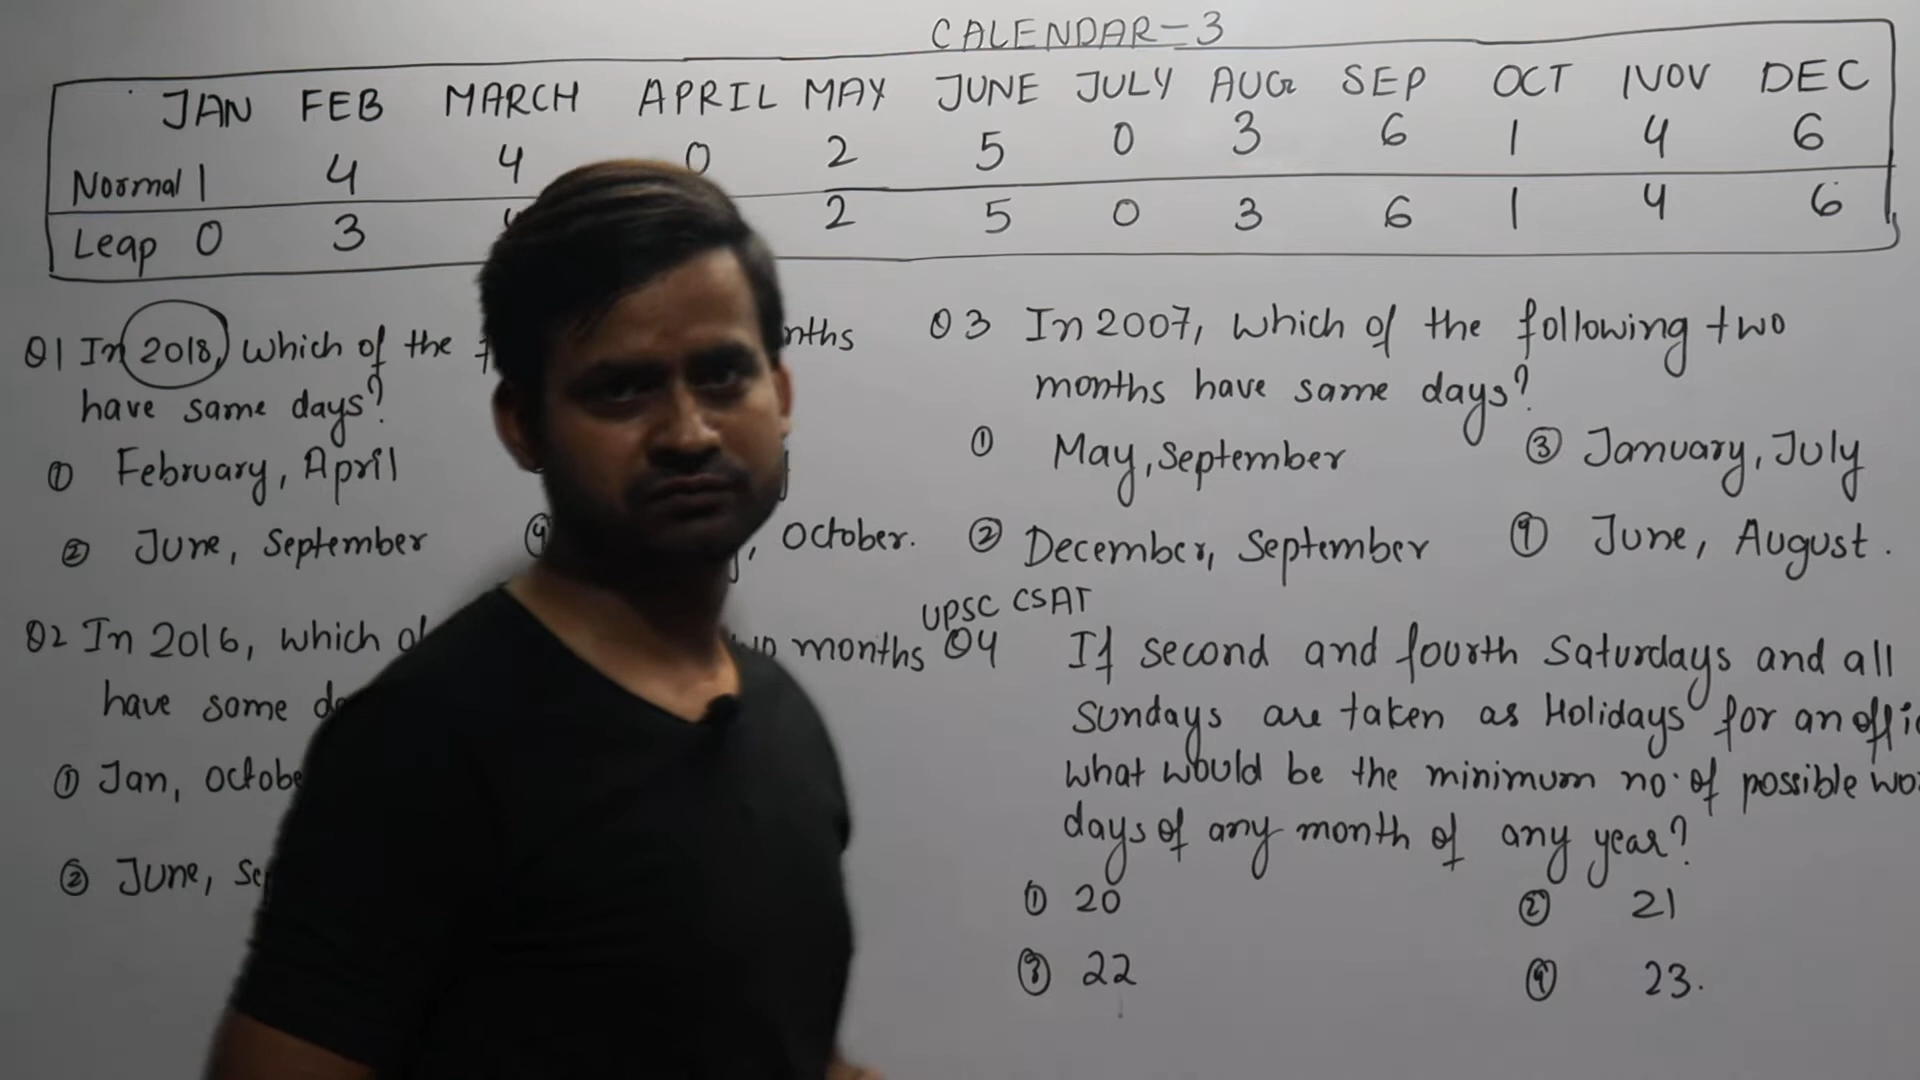 CALENDAR-3
JAN FEB MARCH APRIL MAY JUNE JULY AUG SEP OCT NOV DEC
Normal 1 4 4 0 2 5 0 3 6 1 4 6
Leap 0 3 2 5 0 3 6 1 4 6
Q1 In 2018, which of the
have same days?
① February, April
② June, September
④ , October.
Q2 In 2016, which months
have same
① Jan,
② June,
Q3 In 2007, which of the following two
months have same days?
① May, September
③ January, July
② December, September
④ June, August.
UPSC CSAT
Q4 If second and fourth Saturdays and all
sundays are taken as Holidays for an
what would be the minimum no. of possible
days of any month of any year?
① 20
② 21
③ 22
④ 23.